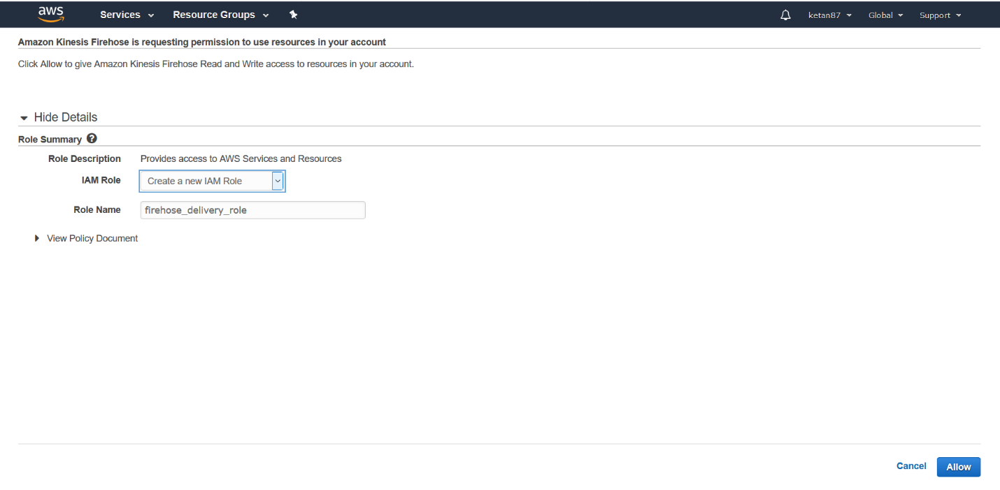 aws Services Resource Groups ketan87 Global Support
Amazon Kinesis Firehose is requesting permission to use resources in your account
Click Allow to give Amazon Kinesis Firehose Read and Write access to resources in your account.
Hide Details
Role Summary ?
Role Description Provides access to AWS Services and Resources
IAM Role Create a new IAM Role
Role Name firehose_delivery_role
View Policy Document
Cancel Allow